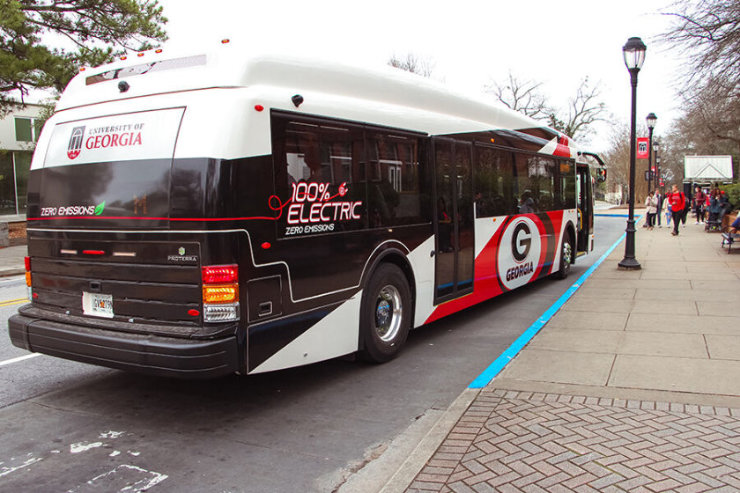 UNIVERSITY OF
GEORGIA
ZERO EMISSIONS
PROTERRA
100%
ELECTRIC
ZERO EMISSIONS
G
GEORGIA